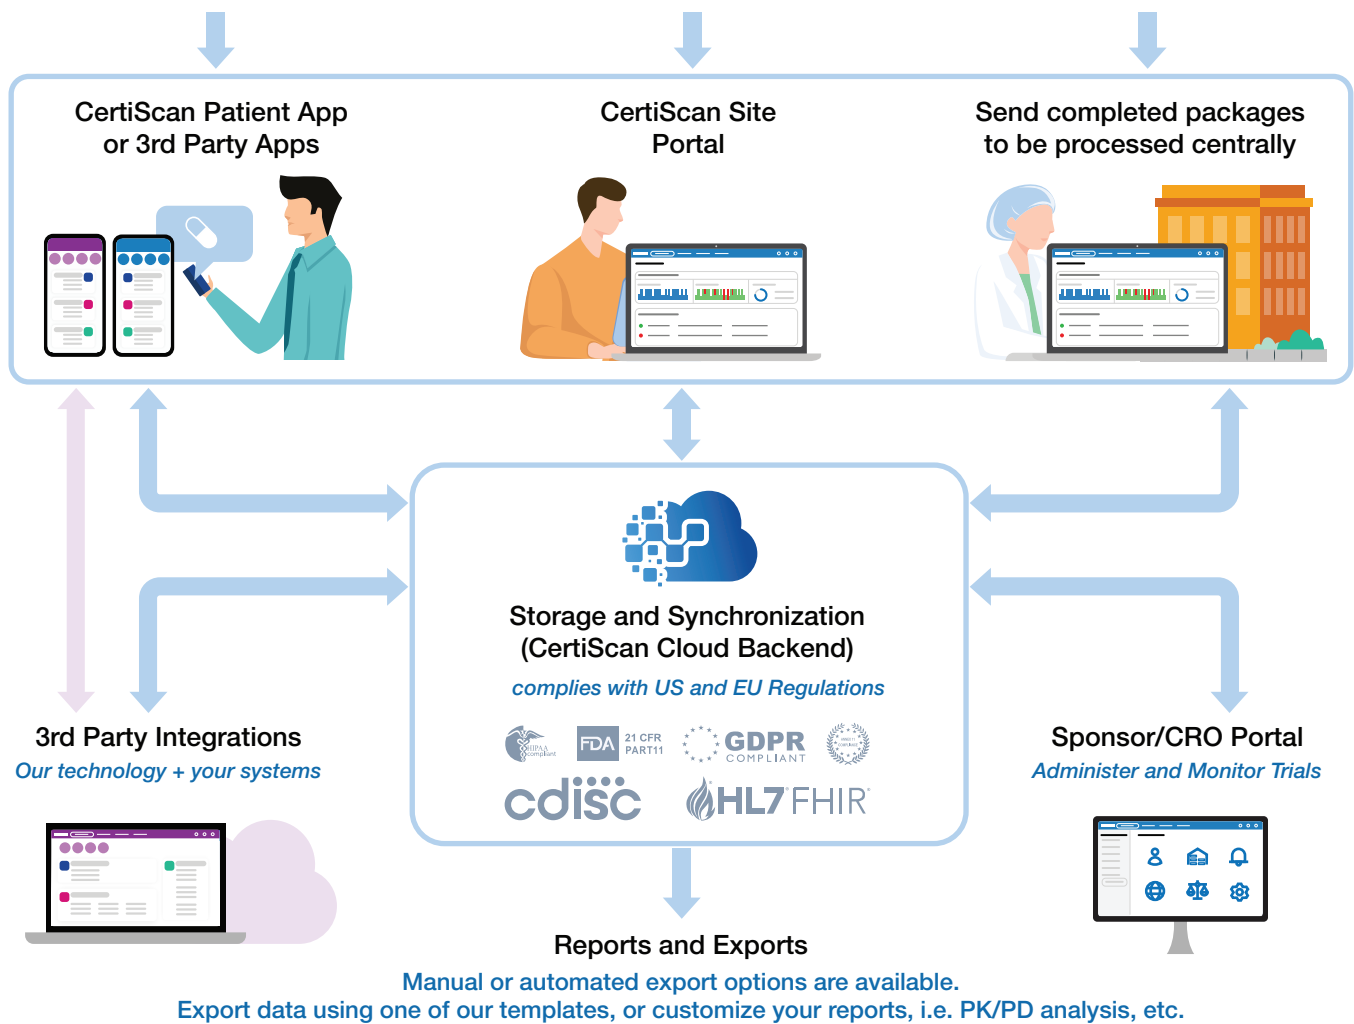 CertiScan Patient App
or 3rd Party Apps
CertiScan Site
Portal
Send completed packages
to be processed centrally
Storage and Synchronization
(CertiScan Cloud Backend)
complies with US and EU Regulations
HIPAA
compliant
FDA
21 CFR
PART11
GDPR
COMPLIANT
cdisc
HL7® FHIR®
3rd Party Integrations
Our technology + your systems
Sponsor/CRO Portal
Administer and Monitor Trials
Reports and Exports
Manual or automated export options are available.
Export data using one of our templates, or customize your reports, i.e. PK/PD analysis, etc.